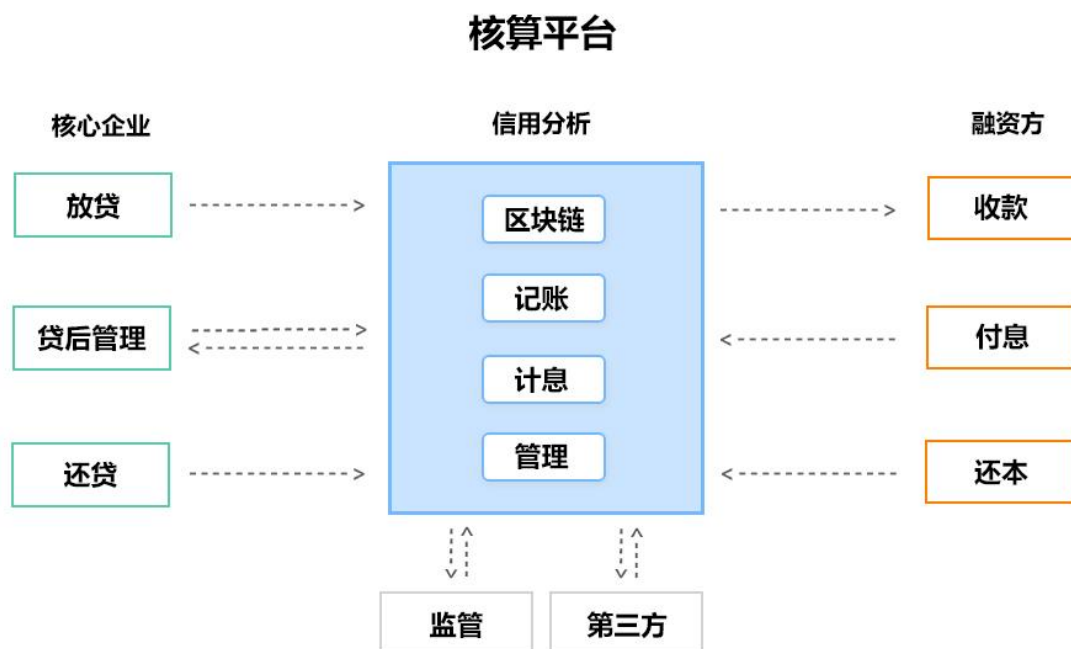 核算平台
核心企业
信用分析
融资方
放贷
区块链
收款
贷后管理
记账
付息
计息
还贷
管理
还本
监管
第三方